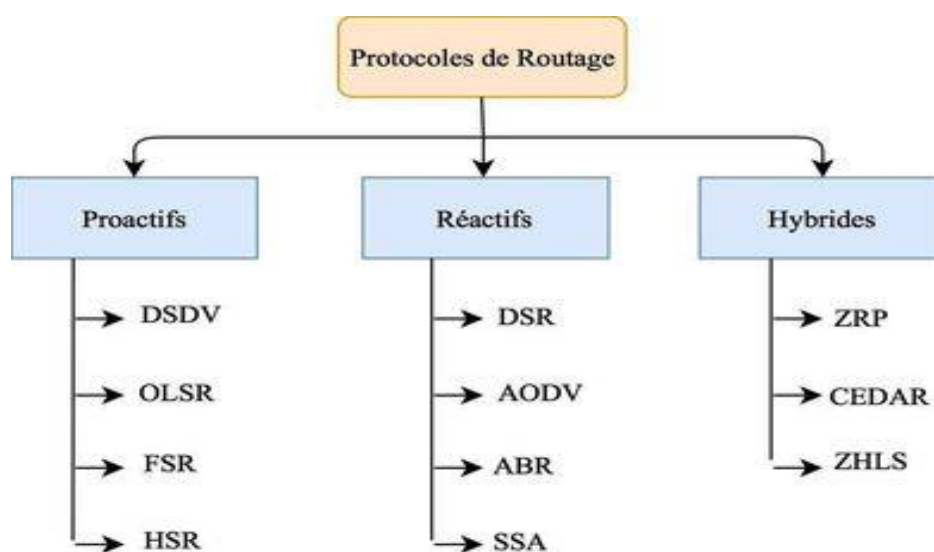 Protocoles de Routage
Proactifs
DSDV
OLSR
FSR
HSR
Réactifs
DSR
AODV
ABR
SSA
Hybrides
ZRP
CEDAR
ZHLS